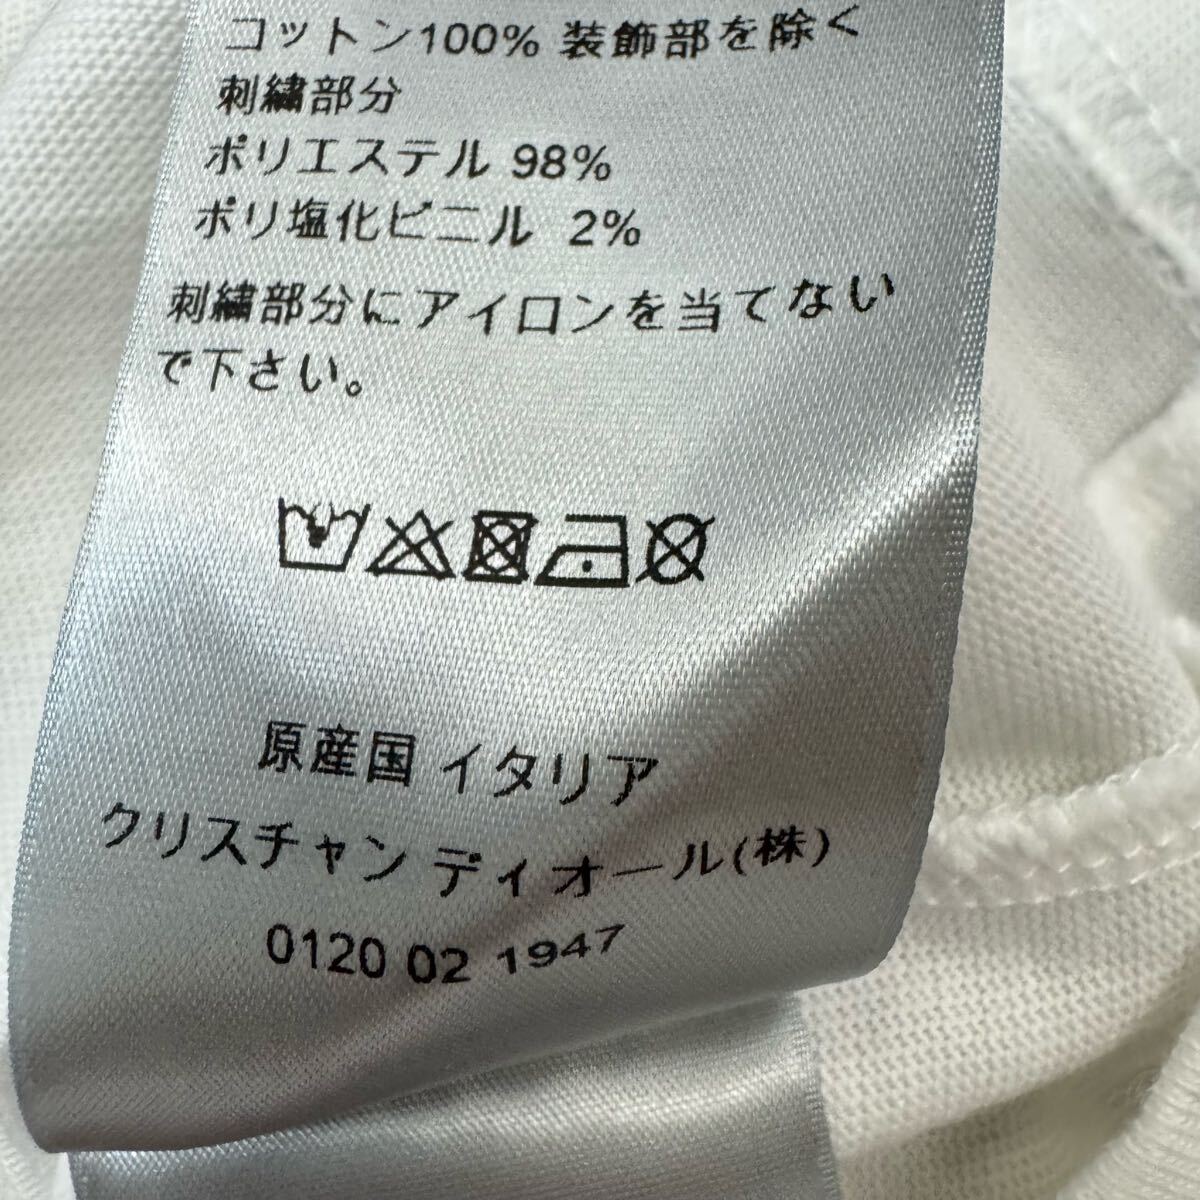 コットン100% 装飾部を除く
刺繍部分
ポリエステル 98%
ポリ塩化ビニル 2%
刺繍部分にアイロンを当てない
で下さい。
原産国 イタリア
クリスチャン ディオール(株)
0120 02 1947